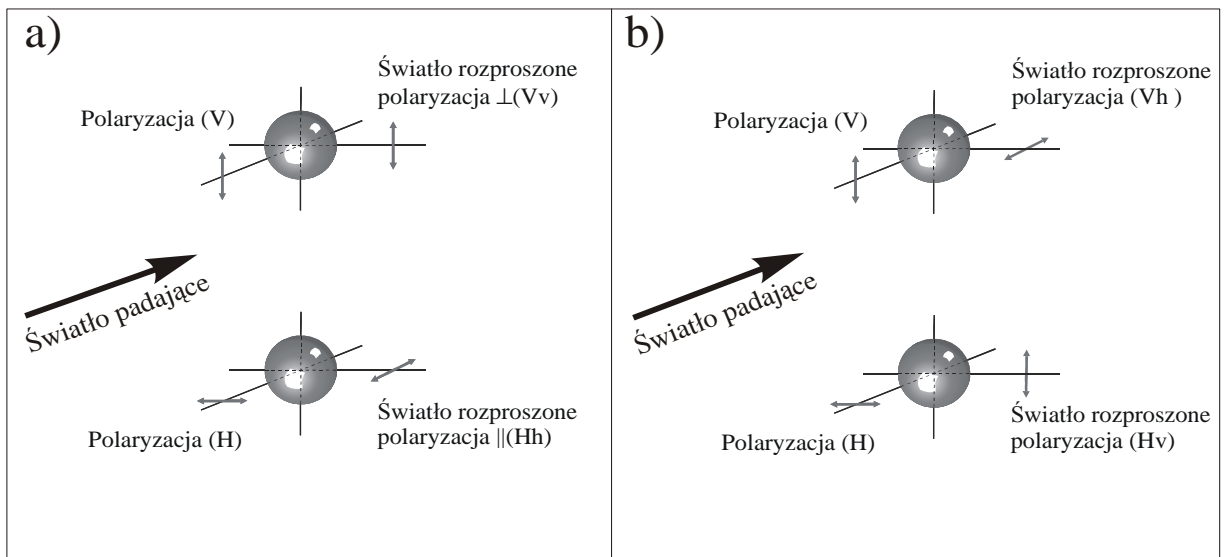 a)
Polaryzacja (V)
Światło rozproszone
polaryzacja ⊥(Vv)
Światło padające
Polaryzacja (H)
Światło rozproszone
polaryzacja ||(Hh)
b)
Polaryzacja (V)
Światło rozproszone
polaryzacja (Vh )
Światło padające
Polaryzacja (H)
Światło rozproszone
polaryzacja (Hv)